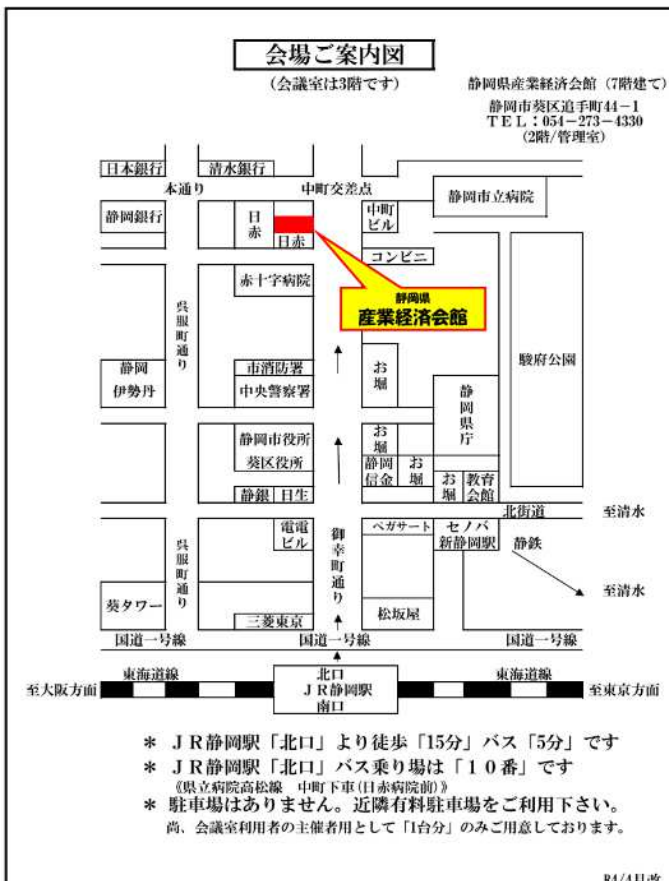 会場ご案内図
(会議室は3階です)
静岡県産業経済会館 (7階建て)
静岡市葵区追手町44-1
TEL:054-273-4330
(2階/管理室)
日本銀行
清水銀行
本通り
中町交差点
静岡市立病院
静岡銀行
日赤
日赤
中町ビル
コンビニ
赤十字病院
静岡県
産業経済会館
呉服町通り
駿府公園
静岡
伊勢丹
市消防署
中央警察署
お堀
静岡県庁
静岡市役所
葵区役所
お堀
静岡信金
お堀
お堀
教育会館
静銀
日生
北街道
至清水
電電ビル
御幸町通り
ペガサート
セノバ
新静岡駅
静鉄
呉服町通り
至清水
葵タワー
三菱東京
松坂屋
国道一号線
国道一号線
国道一号線
東海道線
北口
東海道線
至大阪方面
JR静岡駅
至東京方面
南口
* JR静岡駅「北口」より徒歩「15分」バス「5分」です
* JR静岡駅「北口」バス乗り場は「10番」です
《県立病院高松線 中町下車(日赤病院前)》
* 駐車場はありません。近隣有料駐車場をご利用下さい。
尚、会議室利用者の主催者用として「1台分」のみご用意しております。
R4/4月改